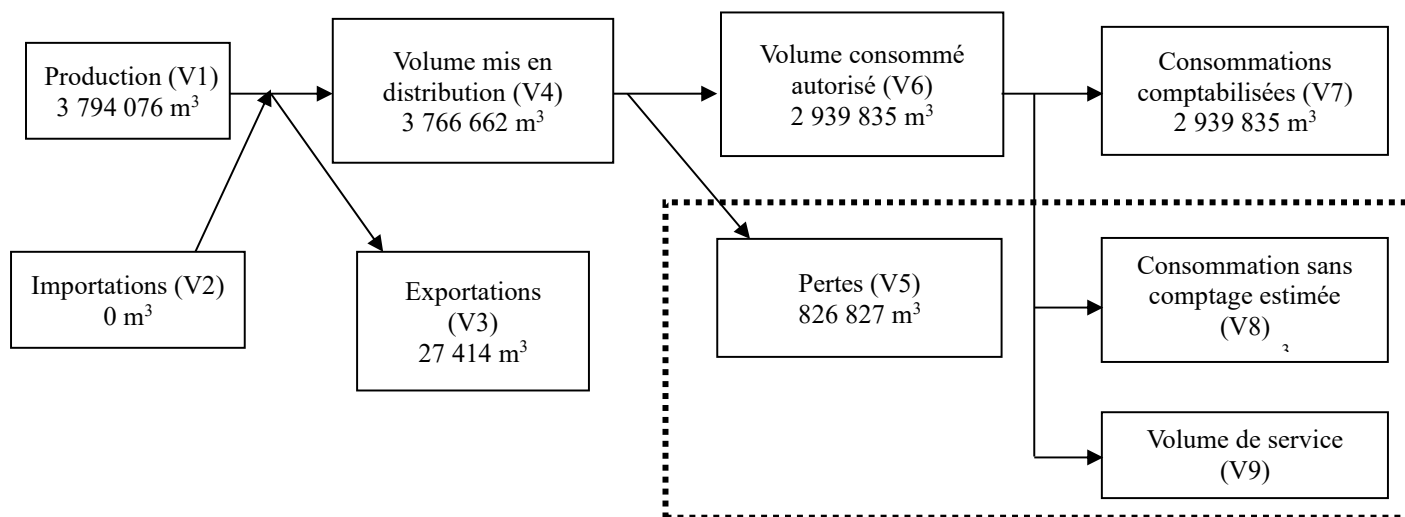 Production (V1)
3 794 076 m³
Volume mis en
distribution (V4)
3 766 662 m³
Volume consommé
autorisé (V6)
2 939 835 m³
Consommations
comptabilisées (V7)
2 939 835 m³
Importations (V2)
0 m³
Exportations
(V3)
27 414 m³
Pertes (V5)
826 827 m³
Consommation sans
comptage estimée
(V8)
³
Volume de service
(V9)